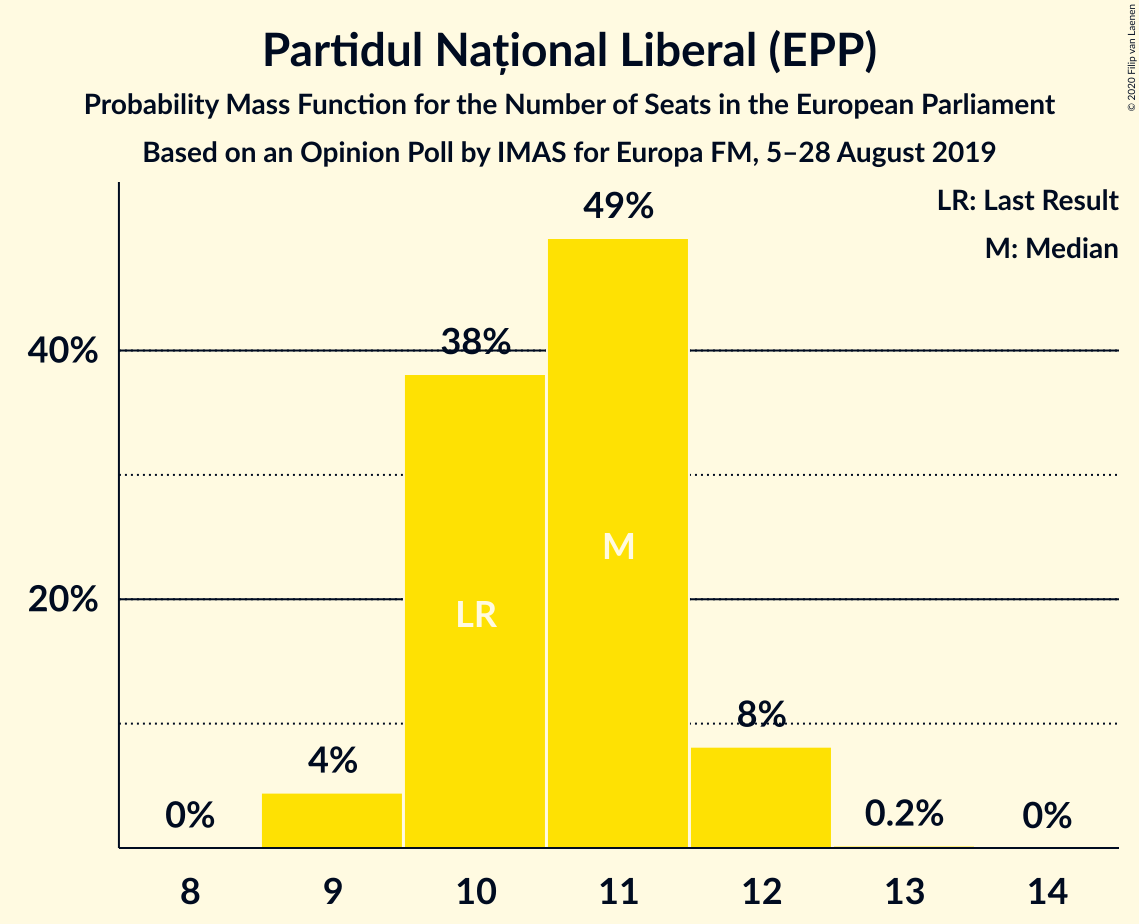 Partidul Național Liberal (EPP)
Probability Mass Function for the Number of Seats in the European Parliament
Based on an Opinion Poll by IMAS for Europa FM, 5–28 August 2019
© 2020 Filip van Laenen
LR: Last Result
M: Median
49%
38%
40%
M
20%
LR
8%
4%
0%
0.2%
0%
8 9 10 11 12 13 14